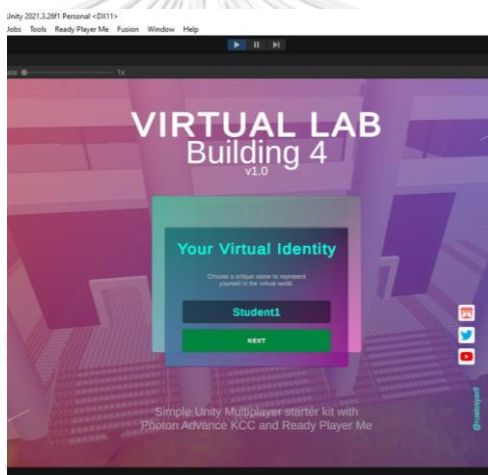 Unity 2021.3.26f1 Personal <DX11>
Jobs Tools Ready Player Me Fusion Window Help
1x
VIRTUAL LAB
Building 4
v1.0
Your Virtual Identity
Choose a unique name to represent
yourself in the virtual world.
Student1
NEXT
Simple Unity Multiplayer starter kit with
Photon Advance KCC and Ready Player Me